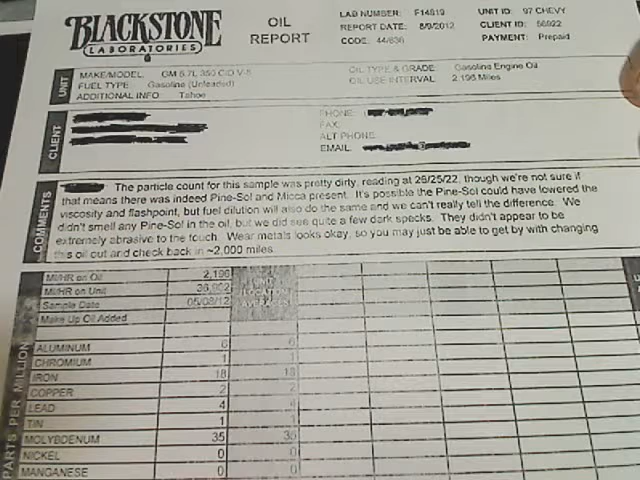 BLACKSTONE
LABORATORIES
OIL
REPORT
LAB NUMBER: F14819
REPORT DATE: 8/9/2012
CODE: 44/636
UNIT ID: 97 CHEVY
CLIENT ID: 56922
PAYMENT: Prepaid
UNIT
MAKE/MODEL: GM 5.7L 350 CID V-8
FUEL TYPE: Gasoline (Unleaded)
ADDITIONAL INFO: Tahoe
OIL TYPE & GRADE: Gasoline Engine Oil
OIL USE INTERVAL: 2,196 Miles
CLIENT
PHONE:
FAX:
ALT PHONE:
EMAIL:
COMMENTS
The particle count for this sample was pretty dirty, reading at 26/25/22, though we're not sure if
that means there was indeed Pine-Sol and Micca present. It's possible the Pine-Sol could have lowered the
viscosity and flashpoint, but fuel dilution will also do the same and we can't really tell the difference. We
didn't smell any Pine-Sol in the oil, but we did see quite a few dark specks. They didn't appear to be
extremely abrasive to the touch. Wear metals looks okay, so you may just be able to get by with changing
this oil out and check back in ~2,000 miles.
MI/HR on Oil 2,196
MI/HR on Unit
Sample Date 05/08/12
Make Up Oil Added
PARTS PER MILLION
ALUMINUM 6 6
CHROMIUM 1 1
IRON 18 18
COPPER 2 2
LEAD 4 4
TIN 1 1
MOLYBDENUM 35 35
NICKEL 0 0
MANGANESE 0 0